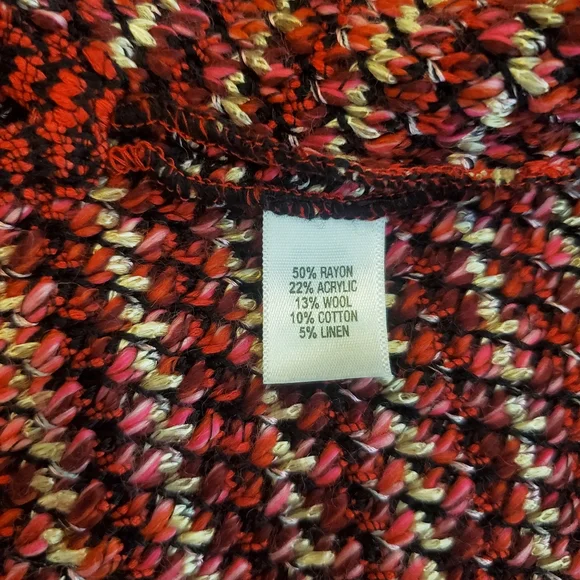 50% RAYON
22% ACRYLIC
13% WOOL
10% COTTON
5% LINEN